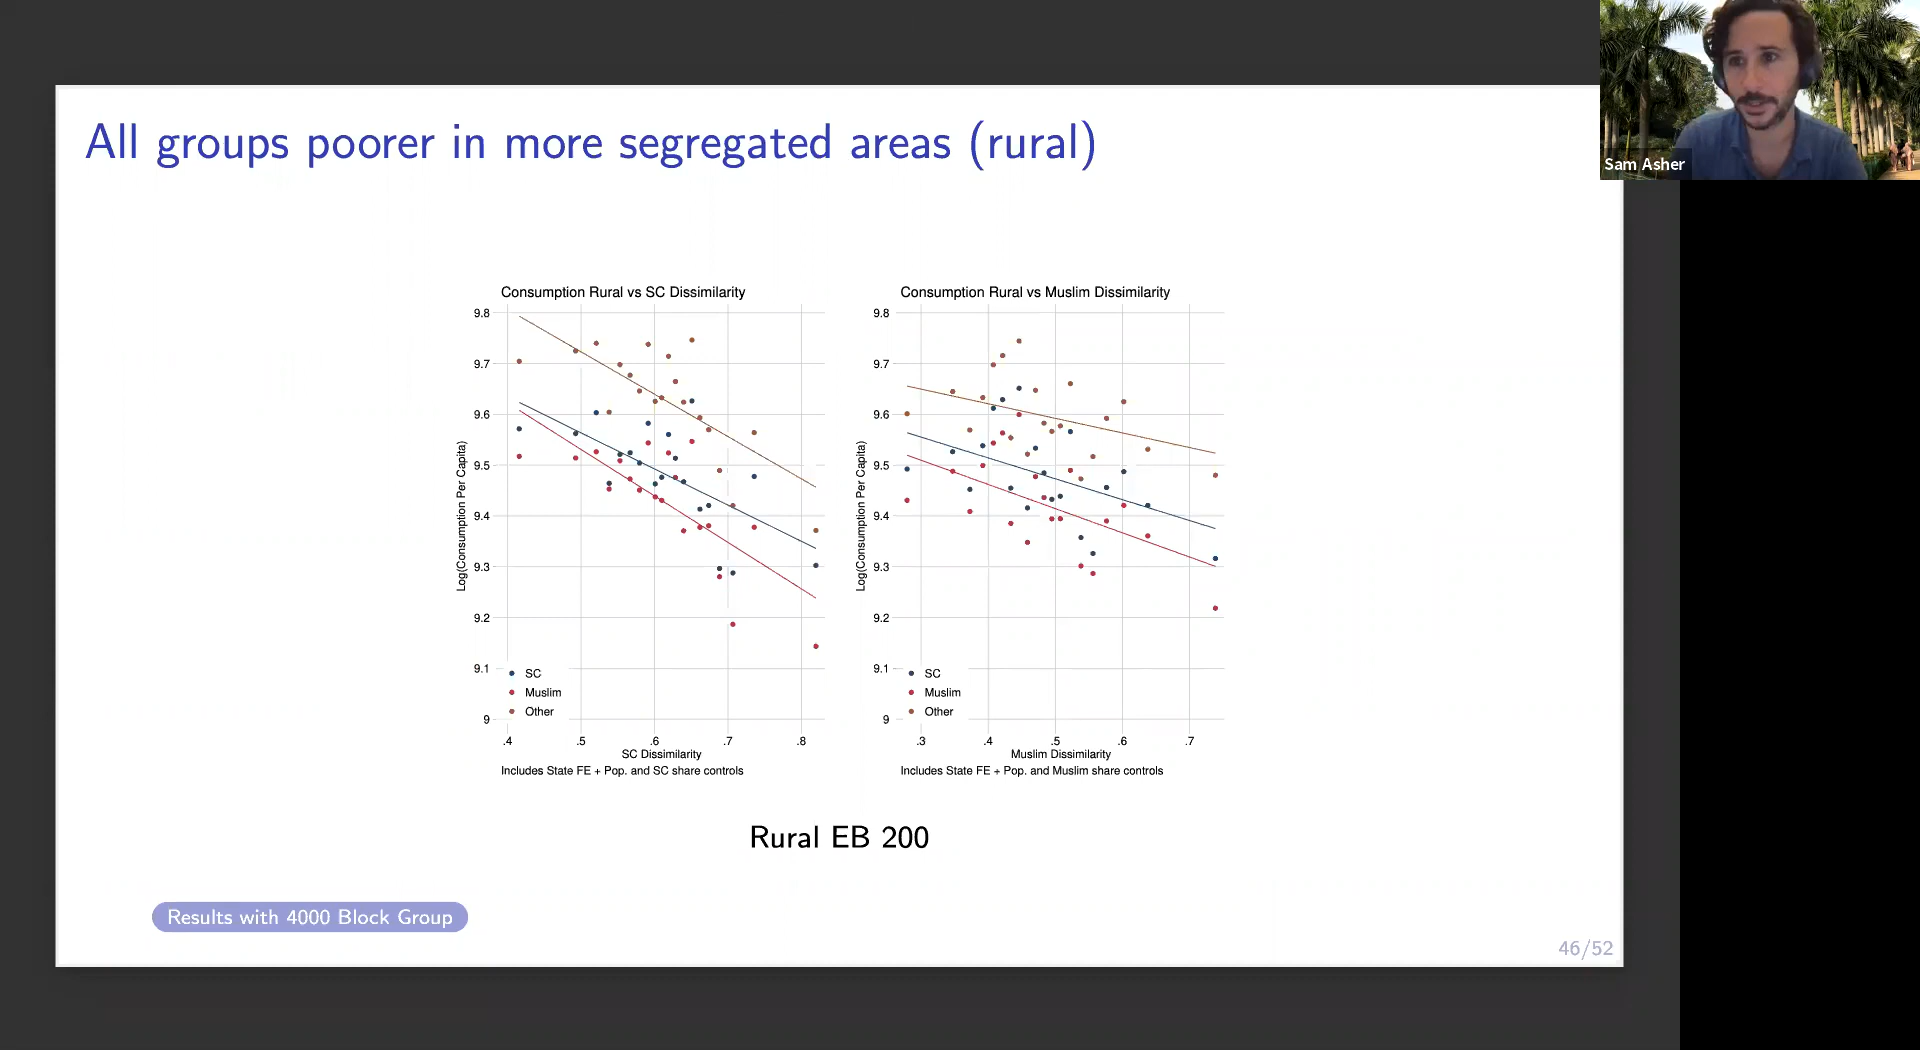 Sam Asher
All groups poorer in more segregated areas (rural)
Consumption Rural vs SC Dissimilarity
9.8
9.7
9.6
9.5
9.4
9.3
9.2
9.1
9
Log(Consumption Per Capita)
SC
Muslim
Other
.4 .5 .6 .7 .8
SC Dissimilarity
Includes State FE + Pop. and SC share controls
Consumption Rural vs Muslim Dissimilarity
9.8
9.7
9.6
9.5
9.4
9.3
9.2
9.1
9
Log(Consumption Per Capita)
SC
Muslim
Other
.3 .4 .5 .6 .7
Muslim Dissimilarity
Includes State FE + Pop. and Muslim share controls
Rural EB 200
Results with 4000 Block Group
46/52